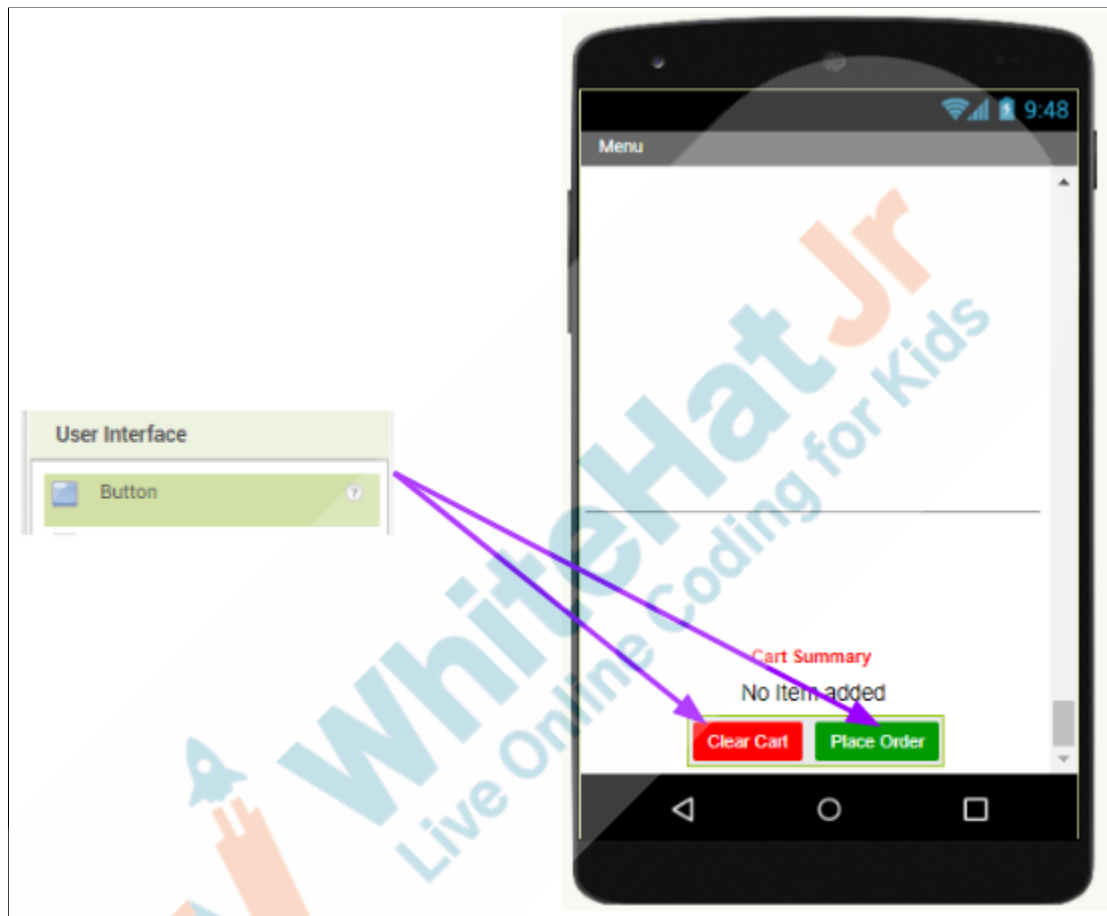 9:48
Menu
User Interface
Button
?
Cart Summary
No Item added
Clear Cart
Place Order
WhiteHat Jr
Live Online Coding for Kids